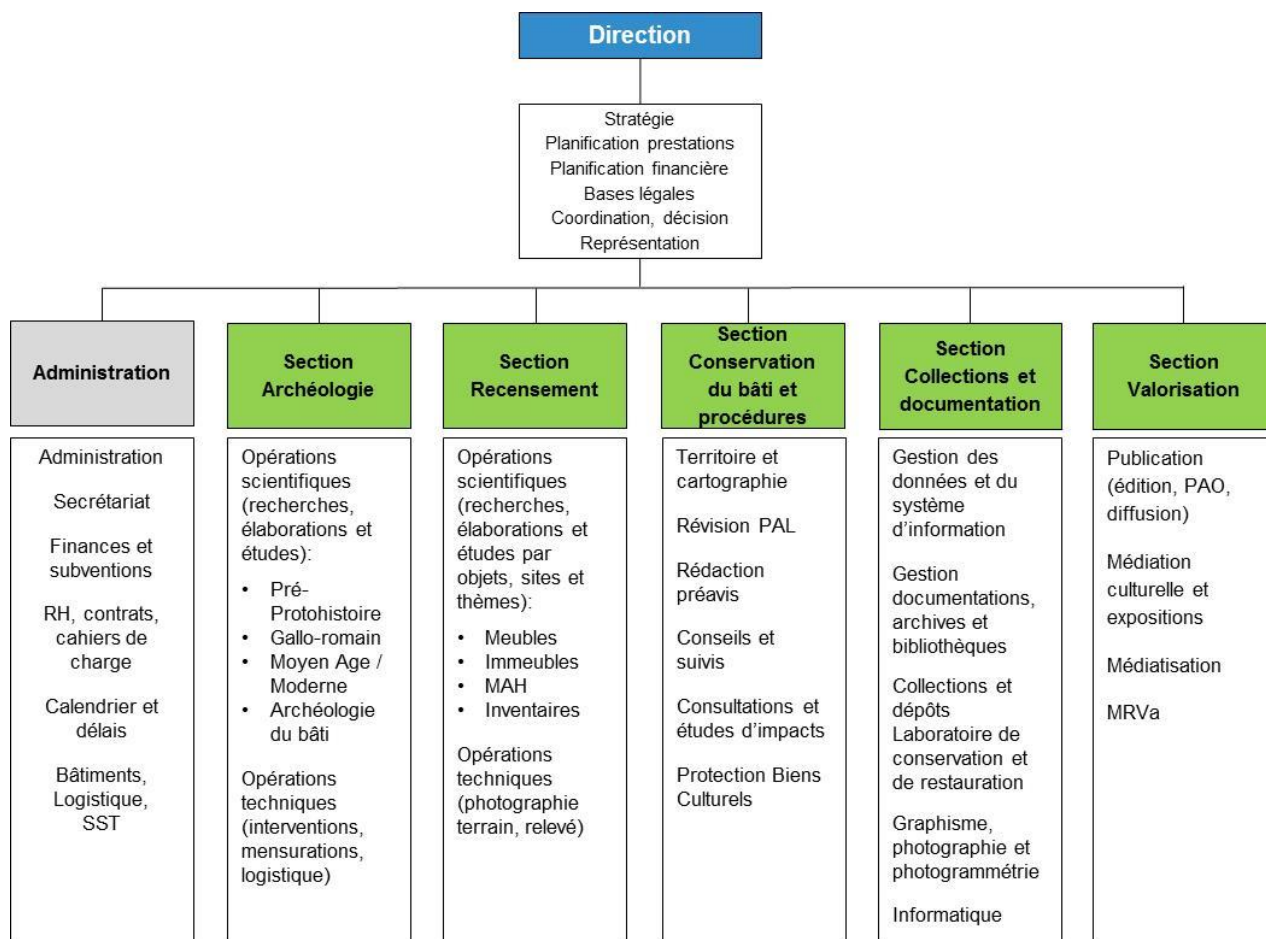 Direction
Stratégie
Planification prestations
Planification financière
Bases légales
Coordination, décision
Représentation
Administration
Administration
Secrétariat
Finances et
subventions
RH, contrats,
cahiers de
charge
Calendrier et
délais
Bâtiments,
Logistique,
SST
Section
Archéologie
Opérations
scientifiques
(recherches,
élaborations et
études):
• Pré-
Protohistoire
• Gallo-romain
• Moyen Age /
Moderne
• Archéologie
du bâti
Opérations
techniques
(interventions,
mensurations,
logistique)
Section
Recensement
Opérations
scientifiques
(recherches,
élaborations et
études par
objets, sites et
thèmes):
• Meubles
• Immeubles
• MAH
• Inventaires
Opérations
techniques
(photographie
terrain, relevé)
Section
Conservation
du bâti et
procédures
Territoire et
cartographie
Révision PAL
Rédaction
préavis
Conseils et
suivis
Consultations et
études d'impacts
Protection Biens
Culturels
Section
Collections et
documentation
Gestion des
données et du
système
d'information
Gestion
documentations,
archives et
bibliothèques
Collections et
dépôts
Laboratoire de
conservation et
de restauration
Graphisme,
photographie et
photogrammétrie
Informatique
Section
Valorisation
Publication
(édition, PAO,
diffusion)
Médiation
culturelle et
expositions
Médiatisation
MRVa